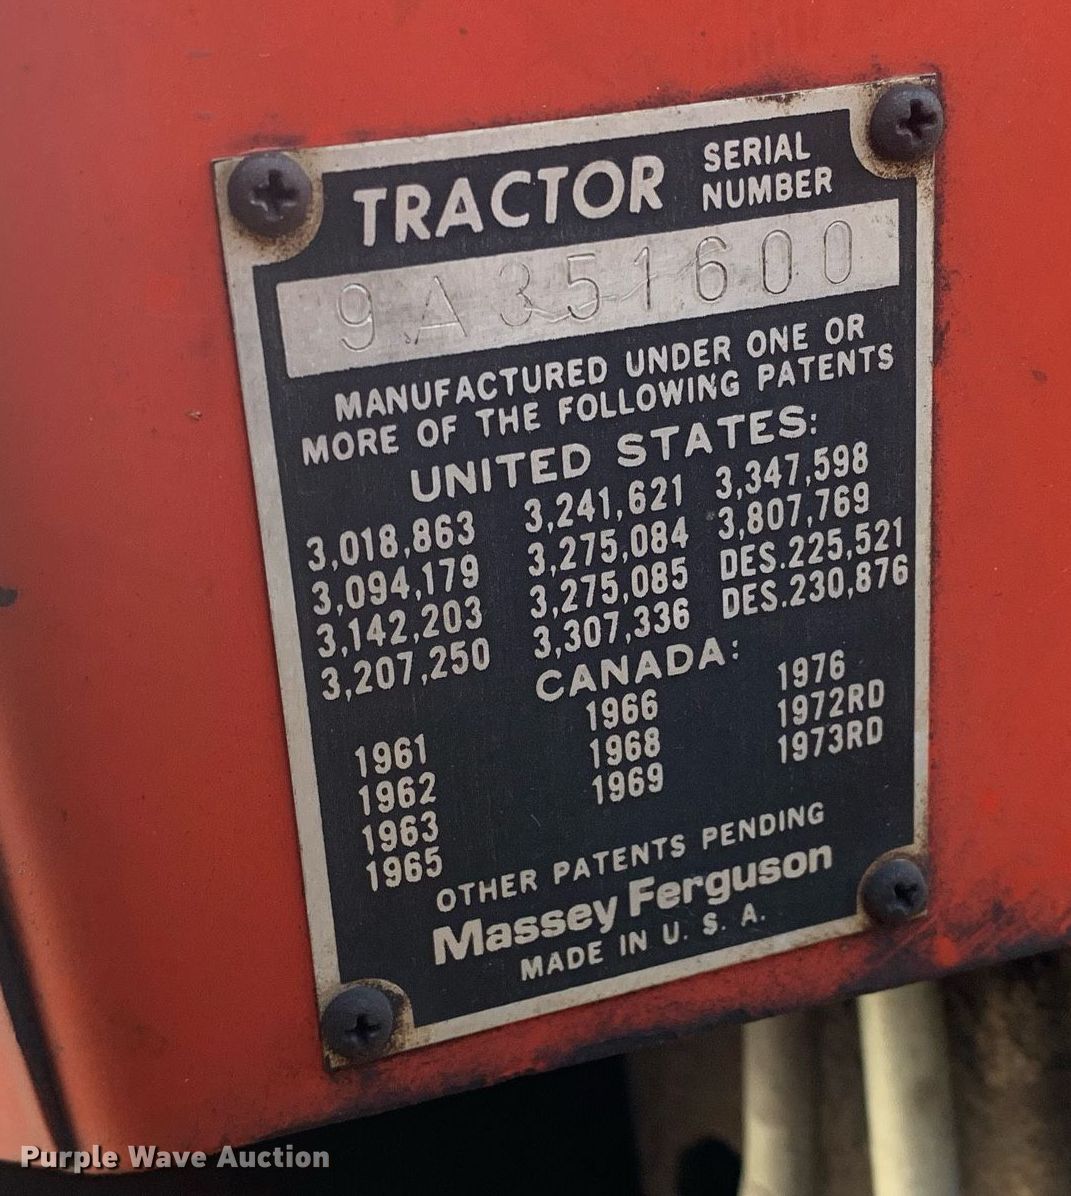 TRACTOR SERIAL NUMBER
9A351600
MANUFACTURED UNDER ONE OR
MORE OF THE FOLLOWING PATENTS
UNITED STATES:
3,018,863 3,241,621 3,347,598
3,094,179 3,275,084 3,807,769
3,142,203 3,275,085 DES.225,521
3,207,250 3,307,336 DES.230,876
CANADA:
1961 1966 1976
1962 1968 1972RD
1963 1969 1973RD
1965
OTHER PATENTS PENDING
Massey Ferguson
MADE IN U. S. A.
Purple Wave Auction